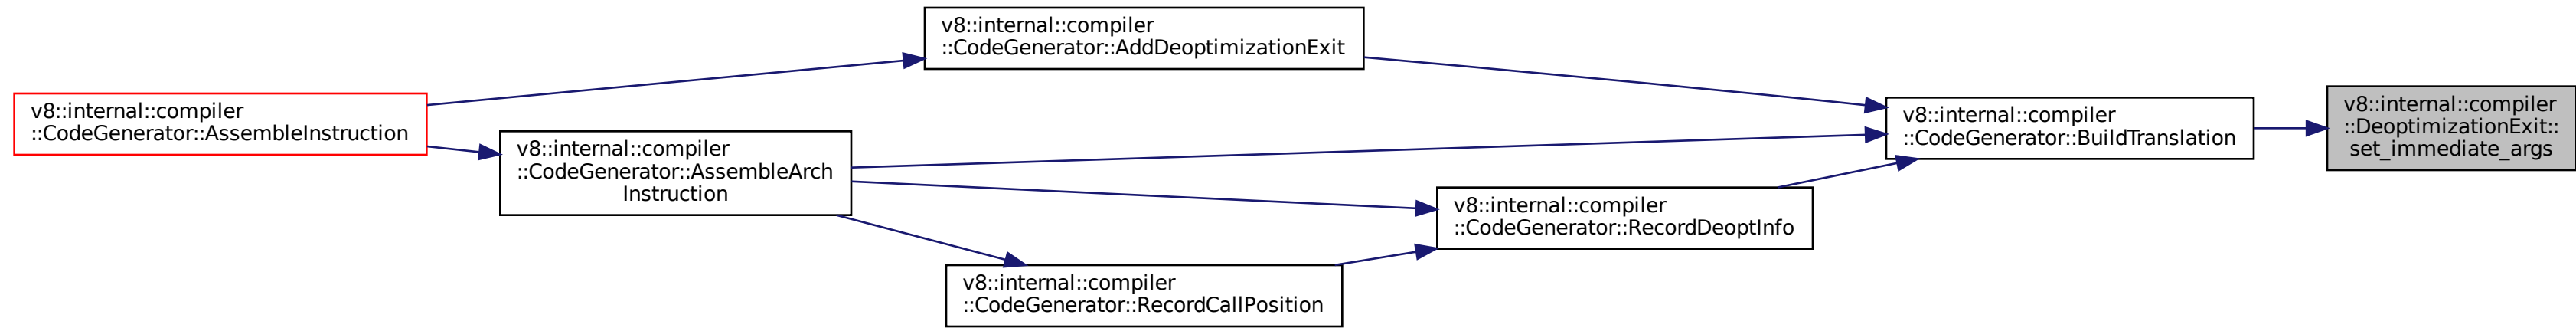 v8::internal::compiler
::CodeGenerator::AddDeoptimizationExit
v8::internal::compiler
::CodeGenerator::AssembleInstruction
v8::internal::compiler
::CodeGenerator::AssembleArch
Instruction
v8::internal::compiler
::CodeGenerator::RecordCallPosition
v8::internal::compiler
::CodeGenerator::RecordDeoptInfo
v8::internal::compiler
::CodeGenerator::BuildTranslation
v8::internal::compiler
::DeoptimizationExit::
set_immediate_args